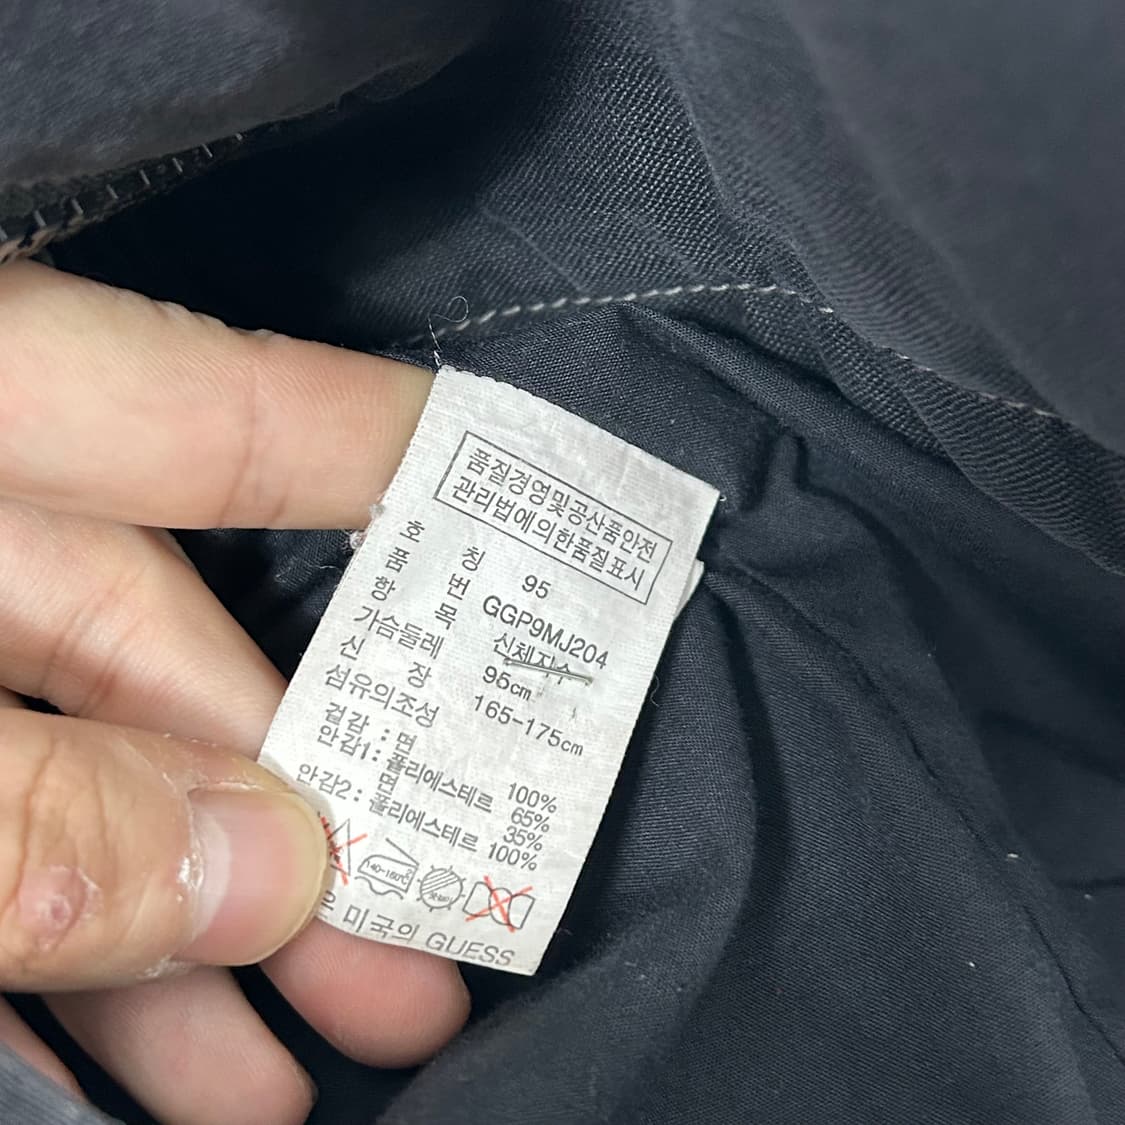 품질경영및공산품안전
관리법에의한품질표시
호 칭 95
품 번 GGP9MJ204
항 목 신체치수
가슴둘레 95cm
신 장 165-175cm
섬유의조성
겉감 : 면 100%
안감1: 폴리에스테르 65%
면 35%
안감2: 폴리에스테르 100%
140~160℃
은 미국의 GUESS